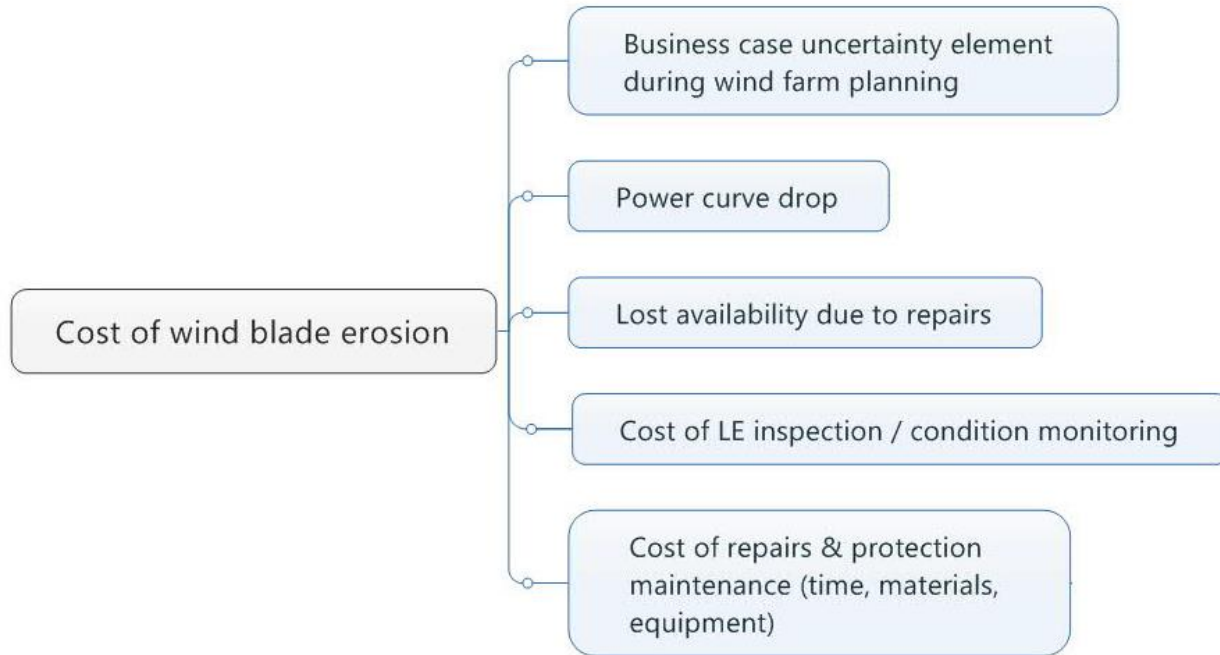 Business case uncertainty element
during wind farm planning
Power curve drop
Lost availability due to repairs
Cost of wind blade erosion
Cost of LE inspection / condition monitoring
Cost of repairs & protection
maintenance (time, materials,
equipment)